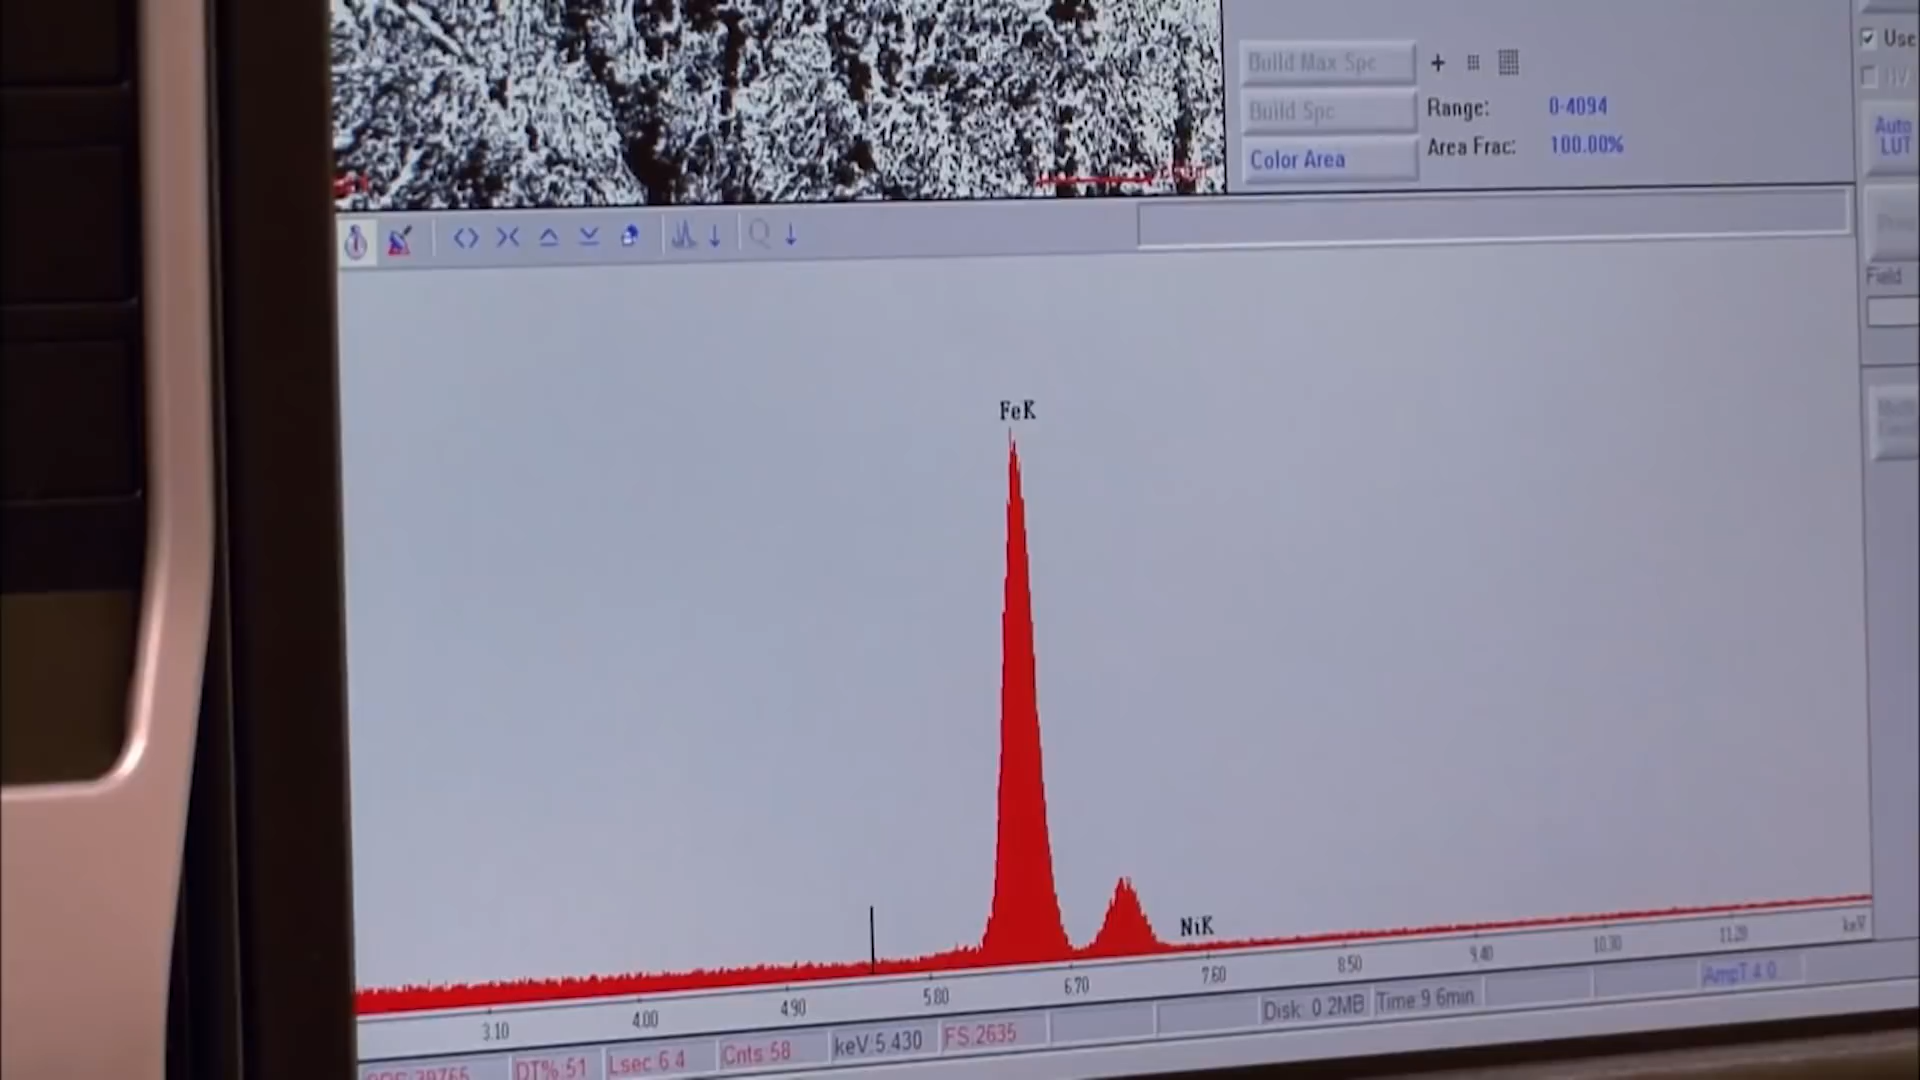 Build Max Spc
Use
Build Spc
Range: 0-4094
Auto
LUT
Color Area
Area Frac: 100.00%
Field
FeK
NiK
3.10 4.00 4.90 5.80 6.70 7.60 8.50 9.40 10.30 11.20 keV
DT%:51 Lsec:6.4 Cnts:58 keV:5.430 FS:2635 Disk: 0.2MB Time 9.6min AmpT 4.0